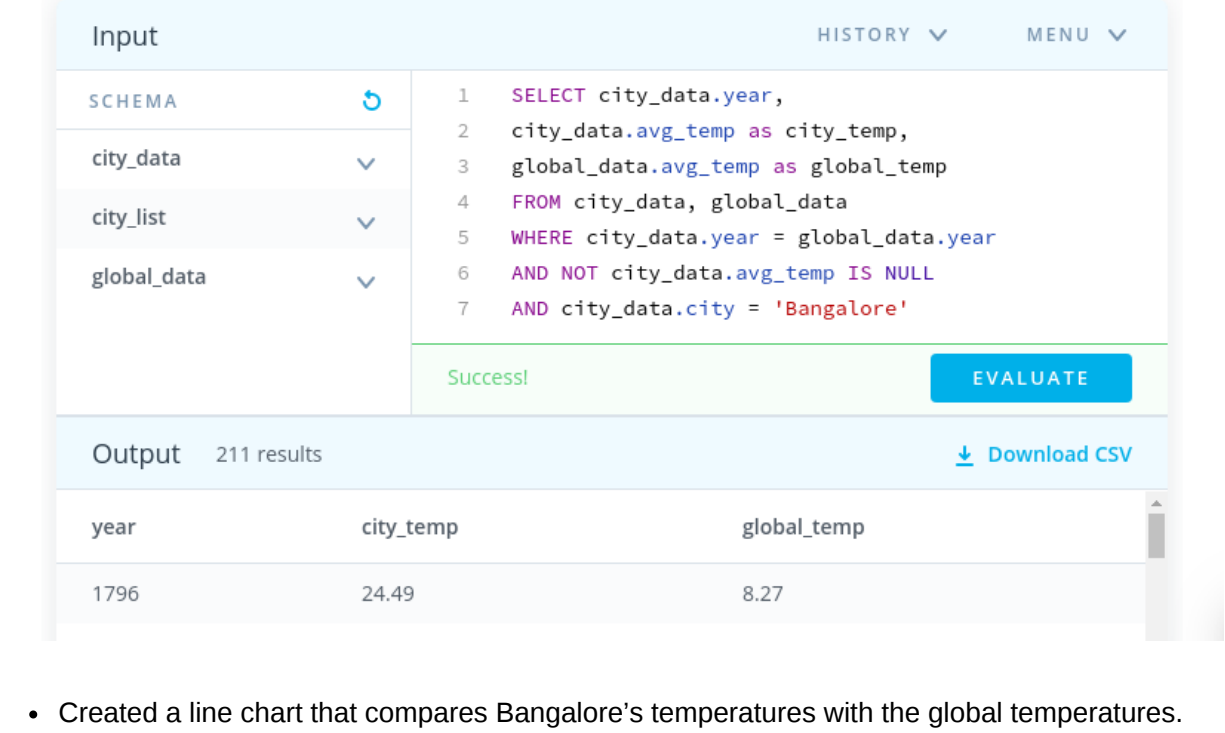 Input HISTORY MENU
SCHEMA
city_data
city_list
global_data
1 SELECT city_data.year,
2 city_data.avg_temp as city_temp,
3 global_data.avg_temp as global_temp
4 FROM city_data, global_data
5 WHERE city_data.year = global_data.year
6 AND NOT city_data.avg_temp IS NULL
7 AND city_data.city = 'Bangalore'
Success! EVALUATE
Output 211 results Download CSV
year city_temp global_temp
1796 24.49 8.27
• Created a line chart that compares Bangalore’s temperatures with the global temperatures.